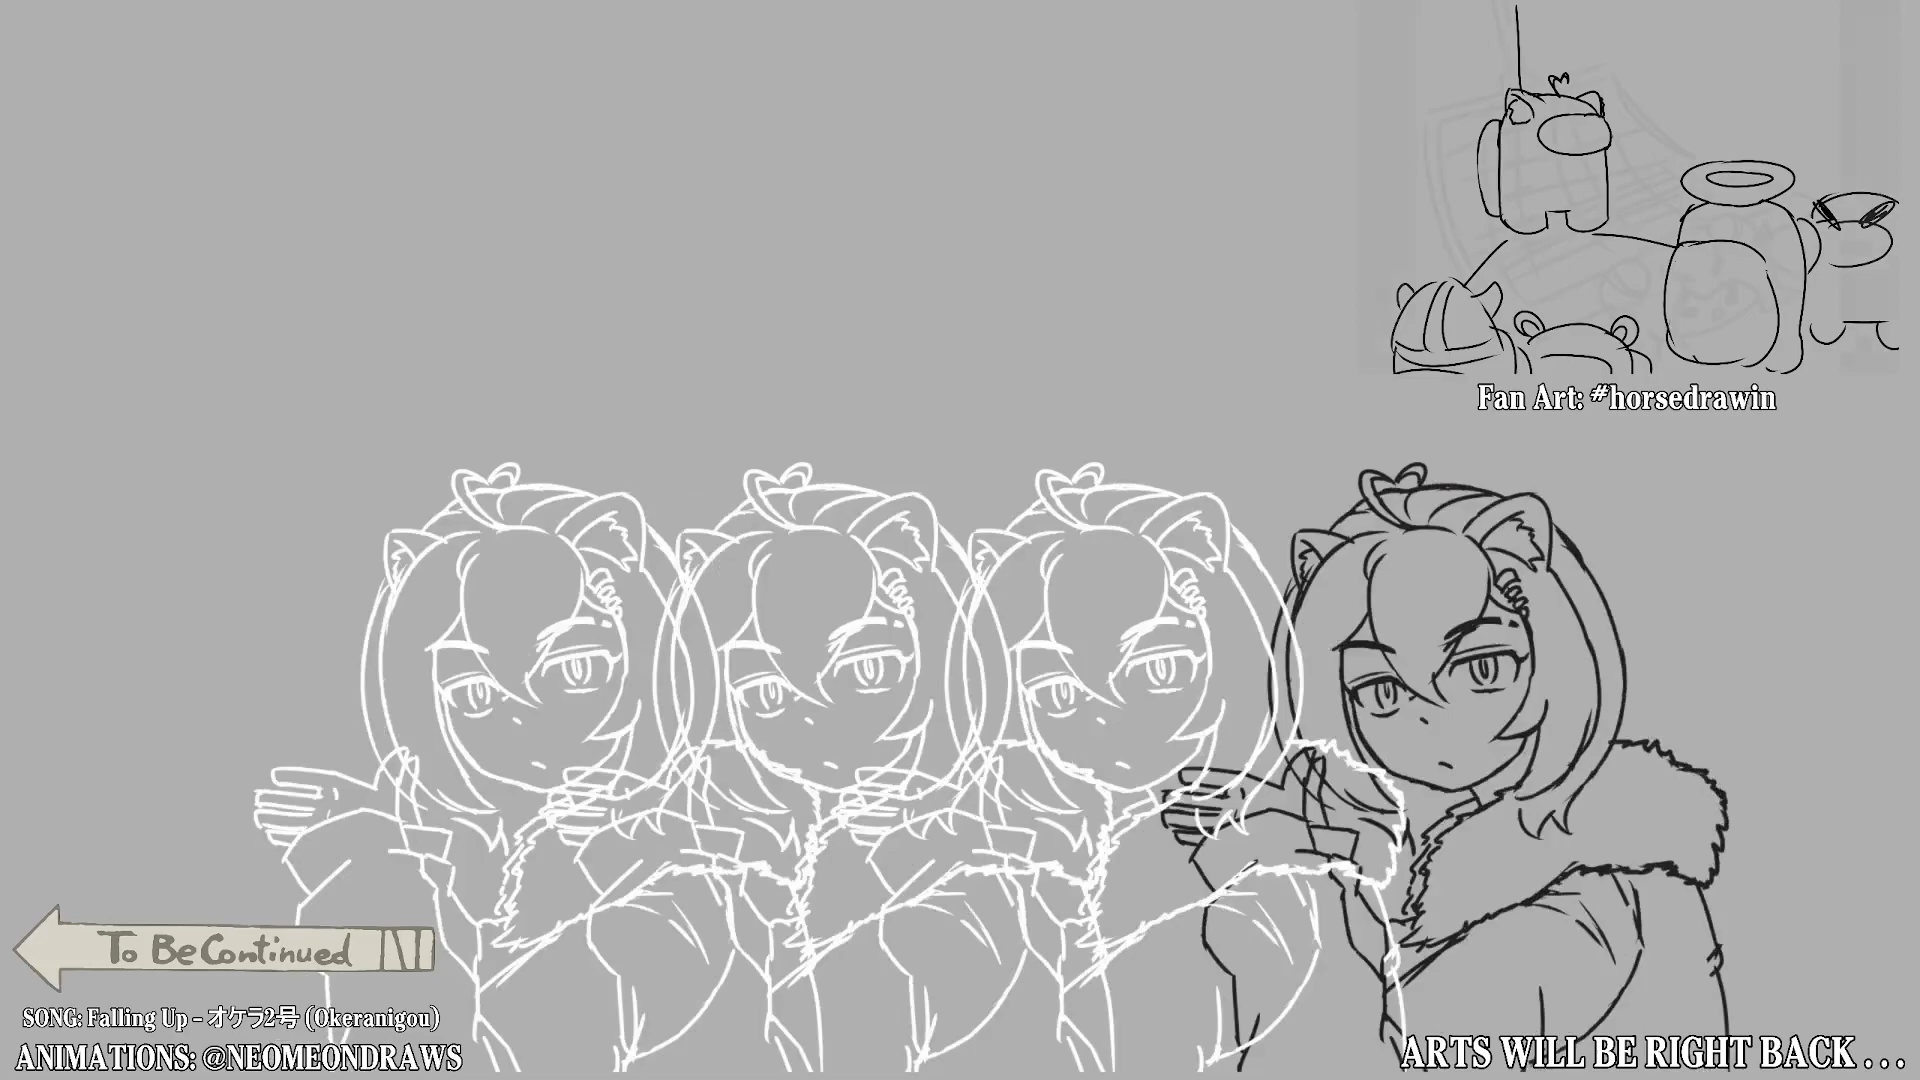 Fan Art: #horsedrawin
To Be Continued
SONG: Falling Up - オケラ2号 (Okeranigou)
ANIMATIONS: @NEOMEONDRAWS
ARTS WILL BE RIGHT BACK . . .